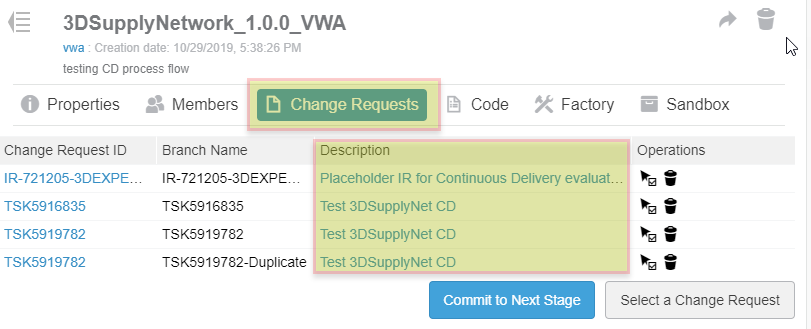 3DSupplyNetwork_1.0.0_VWA
vwa : Creation date: 10/29/2019, 5:38:26 PM
testing CD process flow
Properties Members Change Requests Code Factory Sandbox
Change Request ID Branch Name Description Operations
IR-721205-3DEXPE... IR-721205-3DEXPE... Placeholder IR for Continuous Delivery evaluat...
TSK5916835 TSK5916835 Test 3DSupplyNet CD
TSK5919782 TSK5919782 Test 3DSupplyNet CD
TSK5919782 TSK5919782-Duplicate Test 3DSupplyNet CD
Commit to Next Stage Select a Change Request